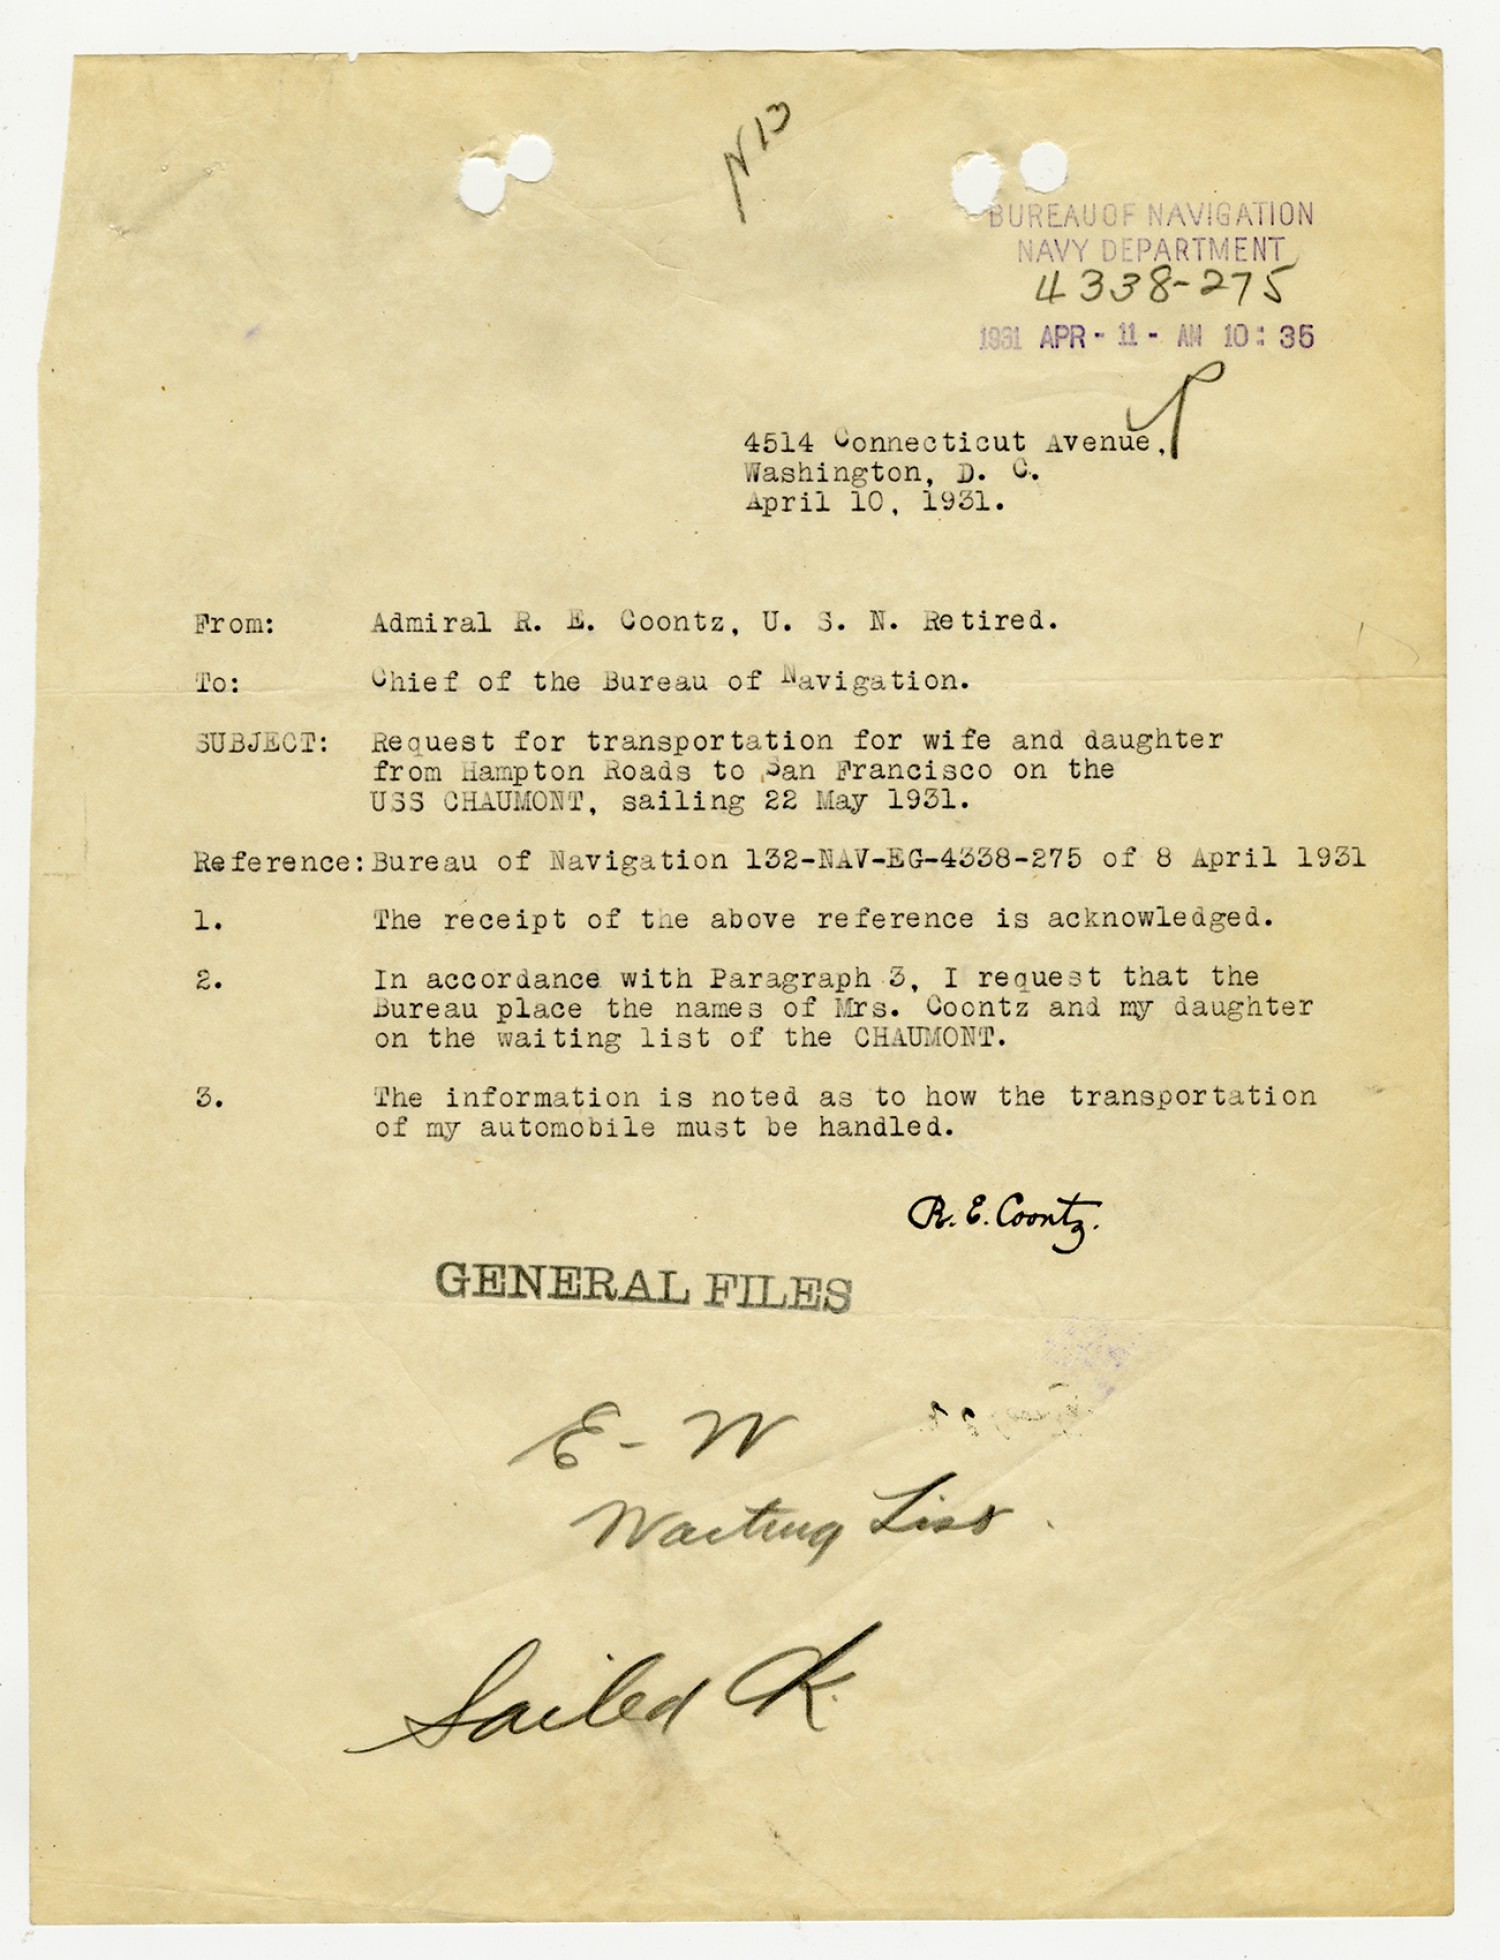 N13
BUREAU OF NAVIGATION
NAVY DEPARTMENT
4338-275
1931 APR - 11 - AM 10: 35
4514 Connecticut Avenue,
Washington, D. C.
April 10, 1931.
From: Admiral R. E. Coontz, U. S. N. Retired.
To: Chief of the Bureau of Navigation.
SUBJECT: Request for transportation for wife and daughter
from Hampton Roads to San Francisco on the
USS CHAUMONT, sailing 22 May 1931.
Reference: Bureau of Navigation 132-NAV-EG-4338-275 of 8 April 1931
1. The receipt of the above reference is acknowledged.
2. In accordance with Paragraph 3, I request that the
Bureau place the names of Mrs. Coontz and my daughter
on the waiting list of the CHAUMONT.
3. The information is noted as to how the transportation
of my automobile must be handled.
R. E. Coontz.
GENERAL FILES
E - W
Waiting List.
Sailed K.